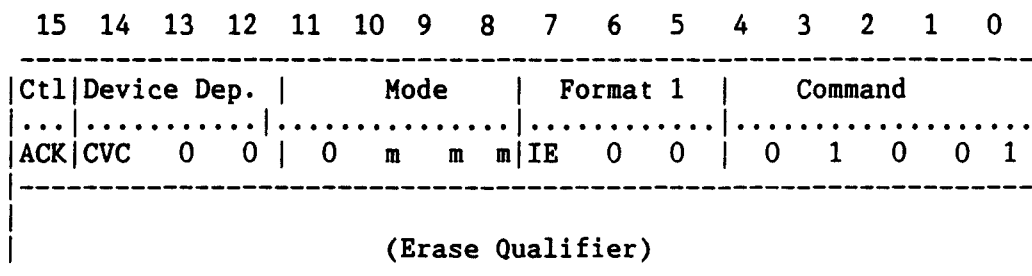 15 14 13 12 11 10 9 8 7 6 5 4 3 2 1 0
|Ctl|Device Dep. | Mode | Format 1 | Command
|...|...........|...............|............|..................
|ACK|CVC 0 0 | 0 m m m|IE 0 0 | 0 1 0 0 1
(Erase Qualifier)